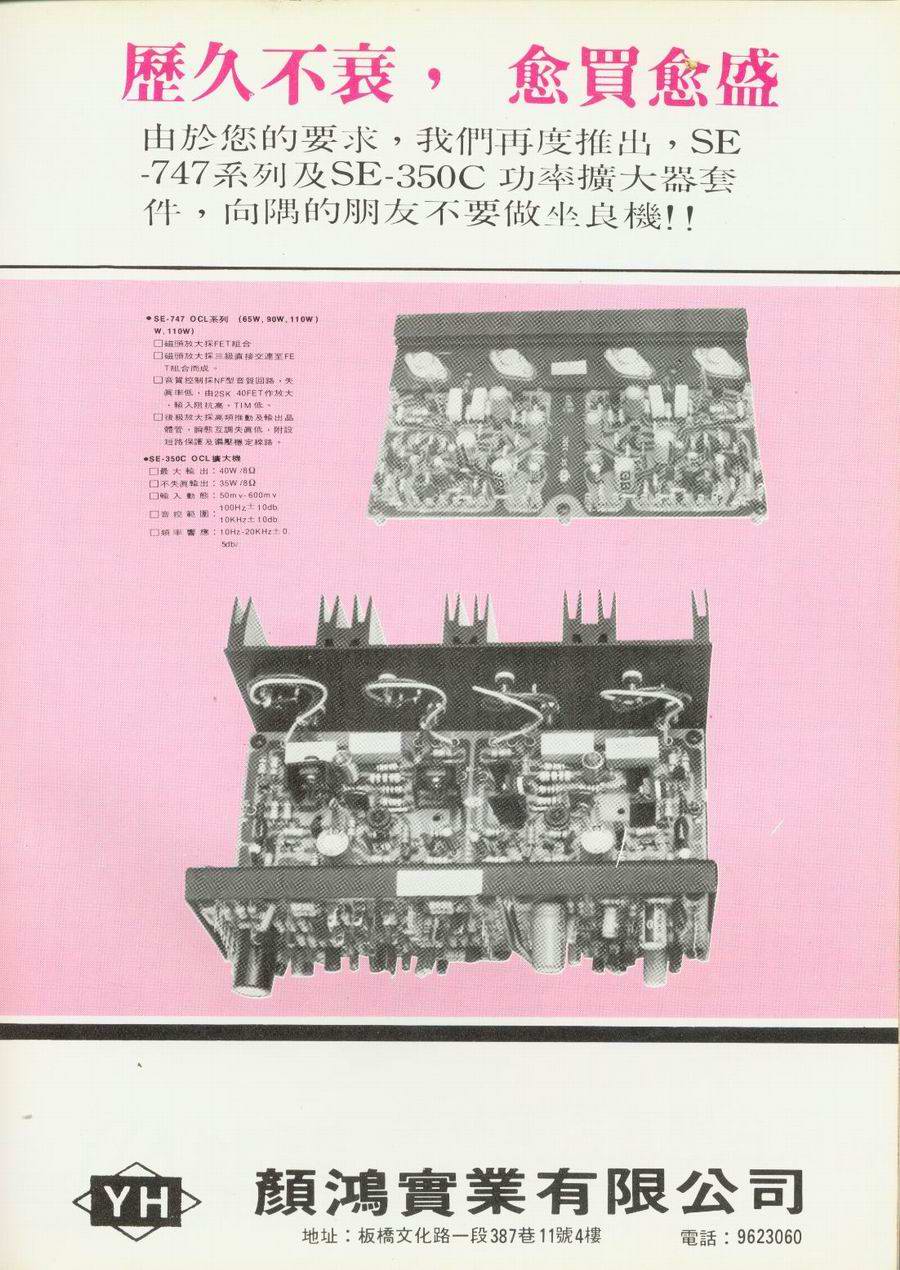 歷久不衰， 愈買愈盛
由於您的要求，我們再度推出，SE
-747系列及SE-350C 功率擴大器套
件，向隅的朋友不要做坐良機!!
●SE-747 OCL系列 (65W, 90W, 110W)
W, 110W)
□磁頭放大採FET組合
□磁頭放大採三級直接交連至FE
T組合而成。
□音質控制採NF型音質回路，失
真率低，由2SK 40FET作放大
，輸入阻抗高，TIM低。
□後級放大採高頻推動及輸出晶
體管，瞬態互調失真低，附設
短路保護及濾壓穩定線路。
●SE-350C OCL擴大機
□最大輸出：40W/8Ω
□不失真輸出：35W/8Ω
□輸入動態：50mv-600mv
□音控範圍：100Hz±10db
10KHz±10db
□頻率響應：10Hz-20KHz±0.
5db/
YH
顏鴻實業有限公司
地址：板橋文化路一段387巷11號4樓 電話：9623060